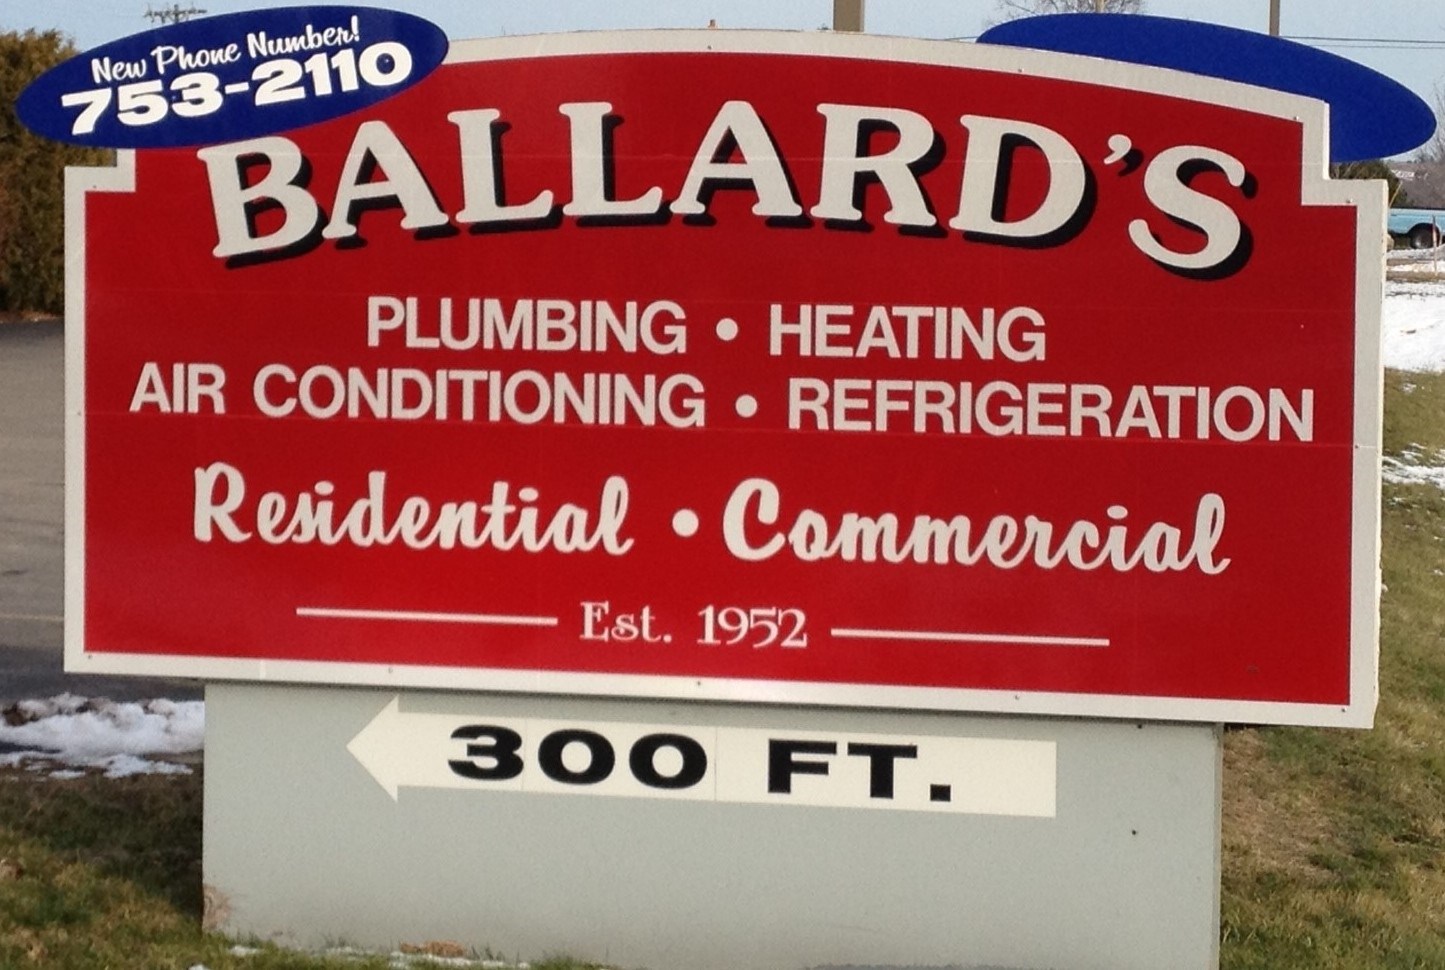 New Phone Number!
753-2110
BALLARD'S
PLUMBING • HEATING
AIR CONDITIONING • REFRIGERATION
Residential • Commercial
Est. 1952
300 FT.